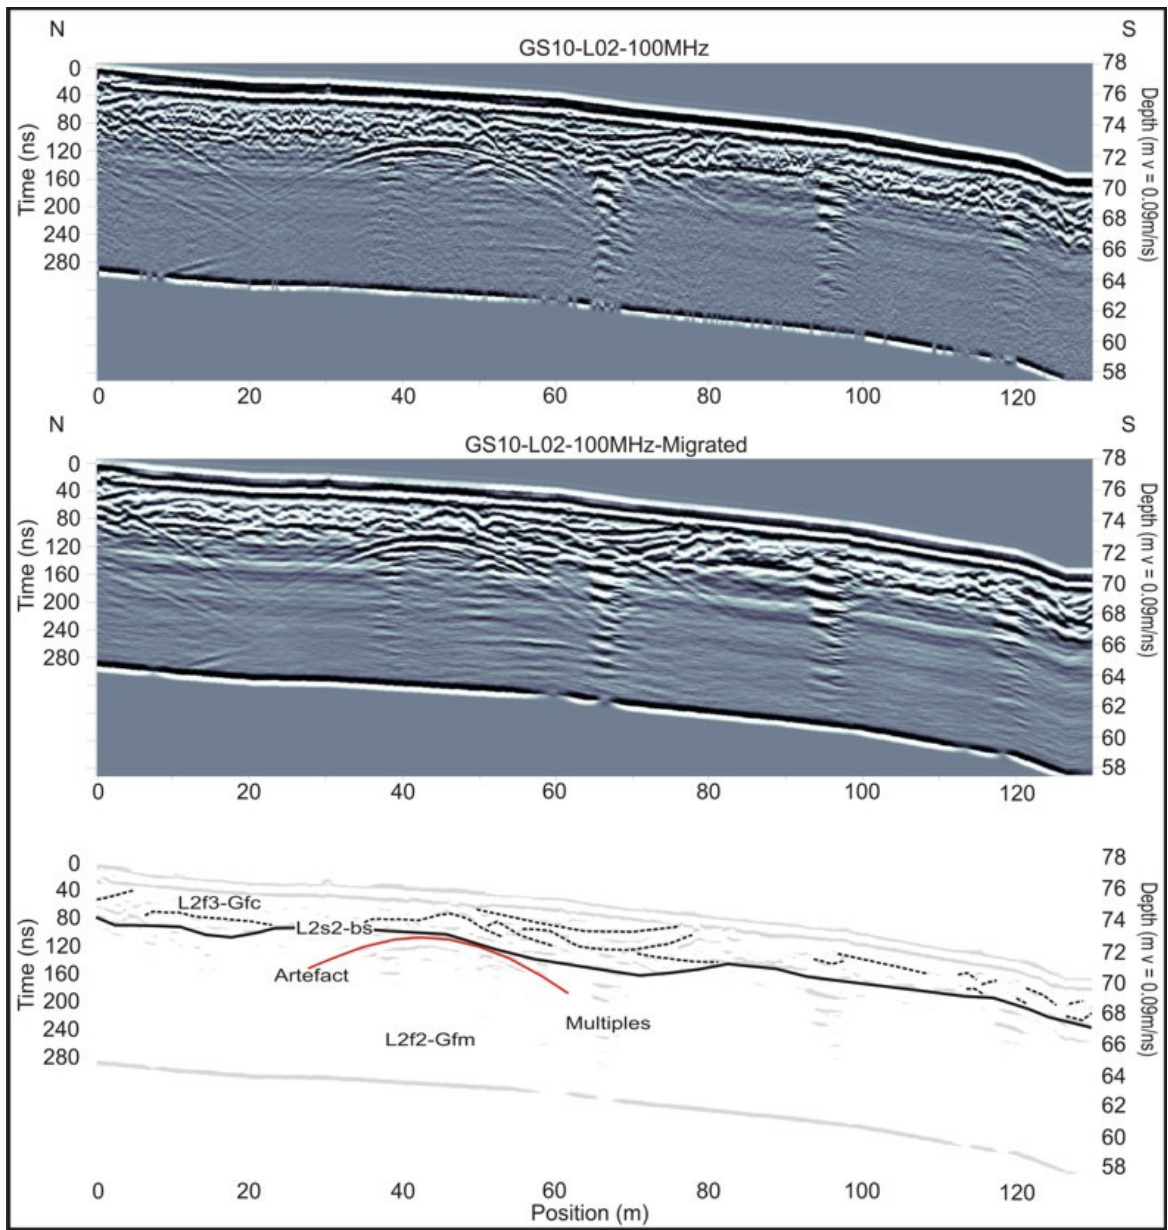 N S
GS10-L02-100MHz
0 78
40 76
80 74
120 72
160 70
200 68
240 66
280 64
62
60
58
Time (ns)
Depth (m v = 0.09m/ns)
0 20 40 60 80 100 120
N S
GS10-L02-100MHz-Migrated
0 78
40 76
80 74
120 72
160 70
200 68
240 66
280 64
62
60
58
Time (ns)
Depth (m v = 0.09m/ns)
0 20 40 60 80 100 120
0 78
40 76
80 74
120 72
160 70
200 68
240 66
280 64
62
60
58
Time (ns)
Depth (m v = 0.09m/ns)
L2f3-Gfc
L2s2-bs
Artefact
Multiples
L2f2-Gfm
0 20 40 60 80 100 120
Position (m)